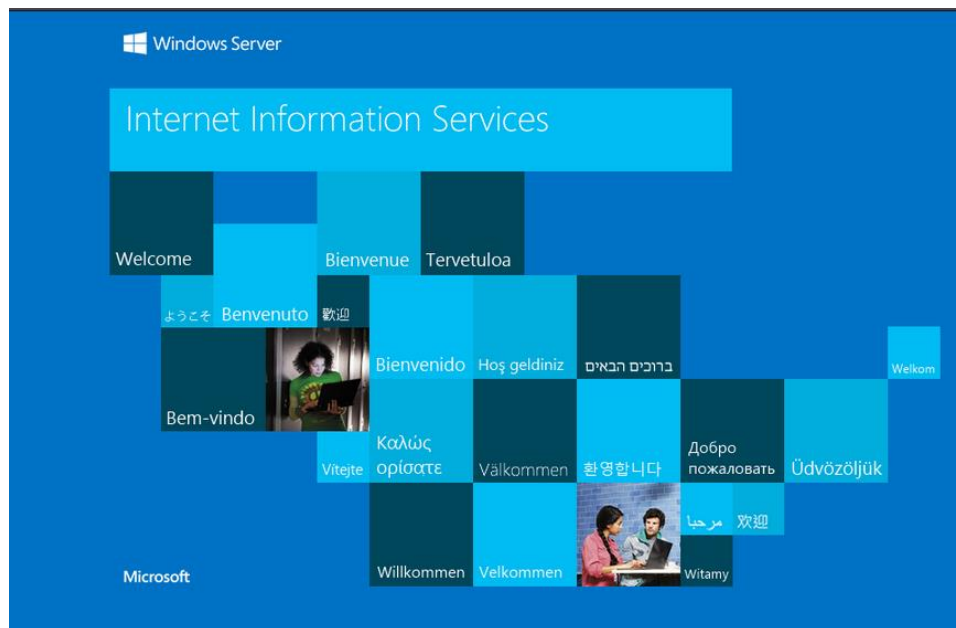 Windows Server
Internet Information Services
Welcome
Bienvenue
Tervetuloa
ようこそ
Benvenuto
歡迎
Bienvenido
Hoş geldiniz
ברוכים הבאים
Welkom
Bem-vindo
Vítejte
Καλώς
ορίσατε
Välkommen
환영합니다
Добро
пожаловать
Üdvözöljük
Willkommen
Velkommen
مرحبا
欢迎
Witamy
Microsoft